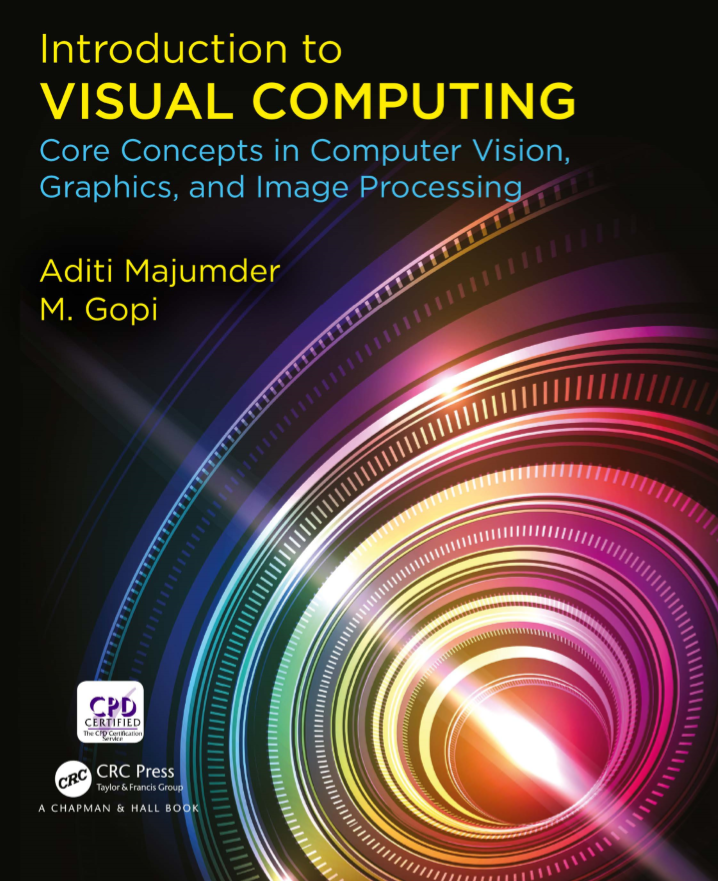 Introduction to
VISUAL COMPUTING
Core Concepts in Computer Vision,
Graphics, and Image Processing
Aditi Majumder
M. Gopi
CPD
CERTIFIED
The CPD Certification
Service
CRC
CRC Press
Taylor & Francis Group
A CHAPMAN & HALL BOOK